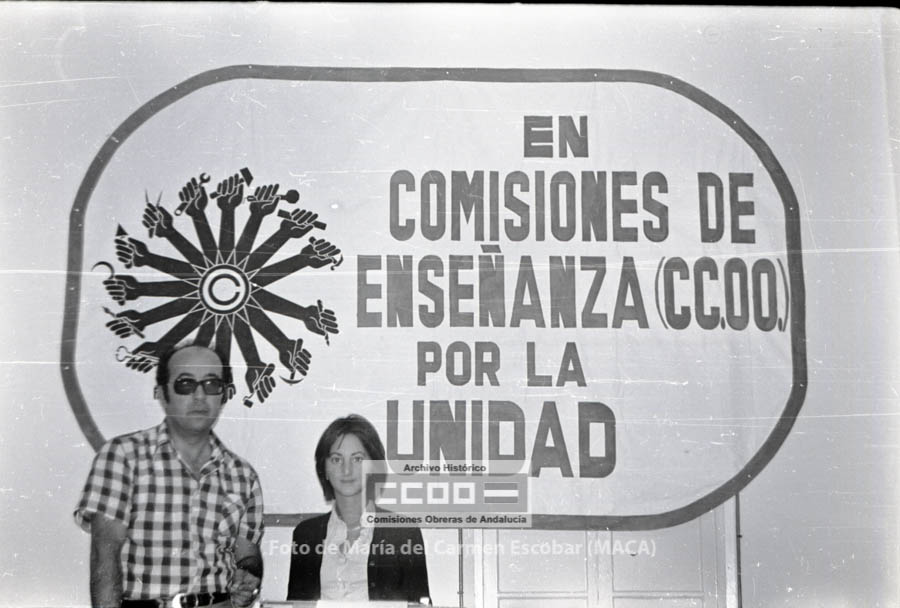 EN
COMISIONES DE
ENSEÑANZA (CC.OO.)
POR LA
UNIDAD
C
Archivo Histórico
CCOO
Comisiones Obreras de Andalucía
Foto de María del Carmen Escobar (MACA)